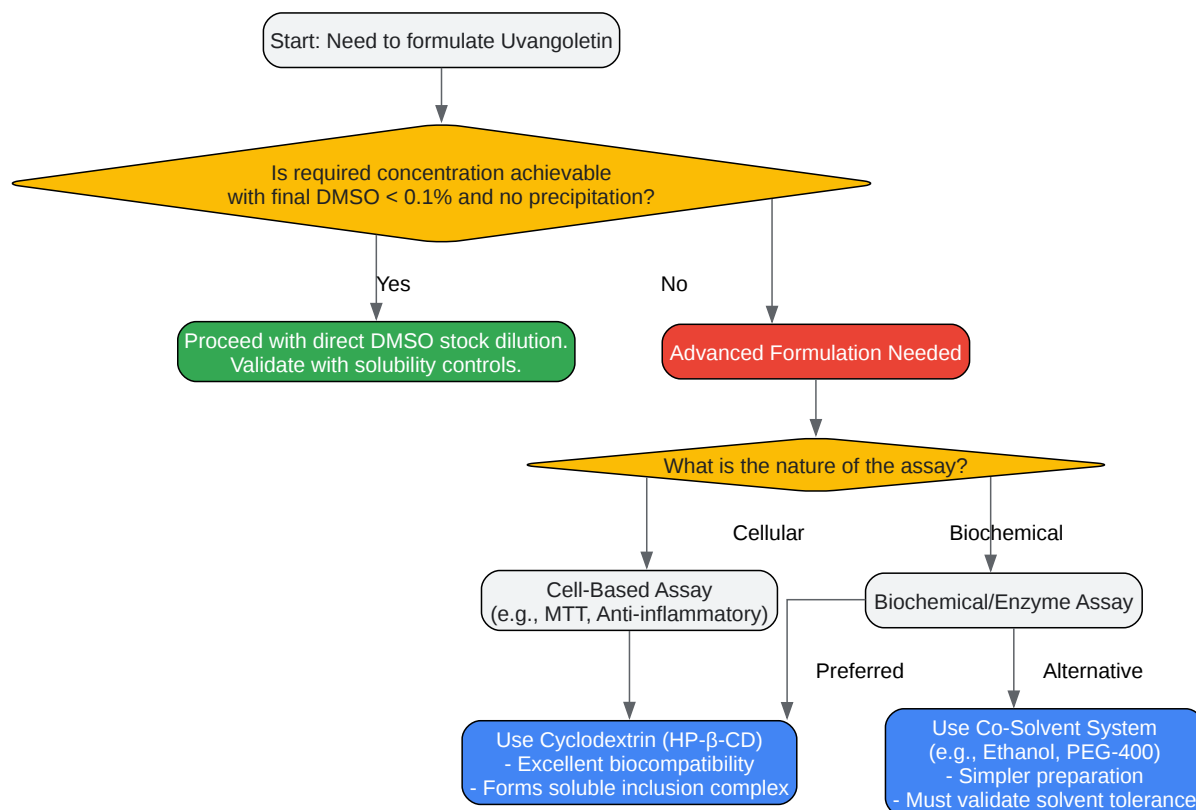 Start: Need to formulate Uvangoletin
Is required concentration achievable
with final DMSO < 0.1% and no precipitation?
Yes
No
Proceed with direct DMSO stock dilution.
Validate with solubility controls.
Advanced Formulation Needed
What is the nature of the assay?
Cellular
Biochemical
Cell-Based Assay
(e.g., MTT, Anti-inflammatory)
Biochemical/Enzyme Assay
Preferred
Alternative
Use Cyclodextrin (HP-β-CD)
- Excellent biocompatibility
- Forms soluble inclusion complex
Use Co-Solvent System
(e.g., Ethanol, PEG-400)
- Simpler preparation
- Must validate solvent tolerance